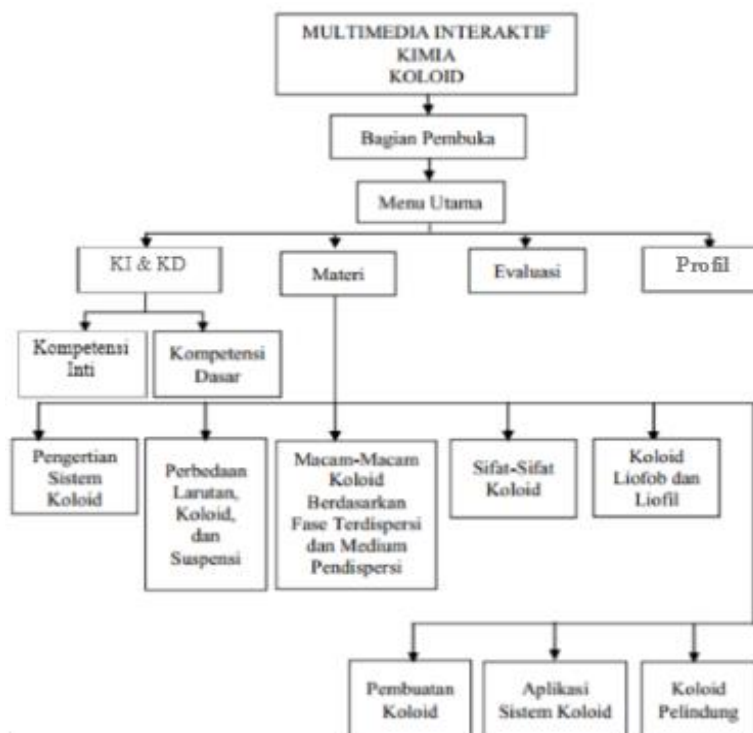 MULTIMEDIA INTERAKTIF
KIMIA
KOLOID
Bagian Pembuka
Menu Utama
KI & KD
Materi
Evaluasi
Profil
Kompetensi
Inti
Kompetensi
Dasar
Pengertian
Sistem
Koloid
Perbedaan
Larutan,
Koloid,
dan
Suspensi
Macam-Macam
Koloid
Berdasarkan
Fase Terdispersi
dan Medium
Pendispersi
Sifat-Sifat
Koloid
Koloid
Liofob dan
Liofil
Pembuatan
Koloid
Aplikasi
Sistem Koloid
Koloid
Pelindung